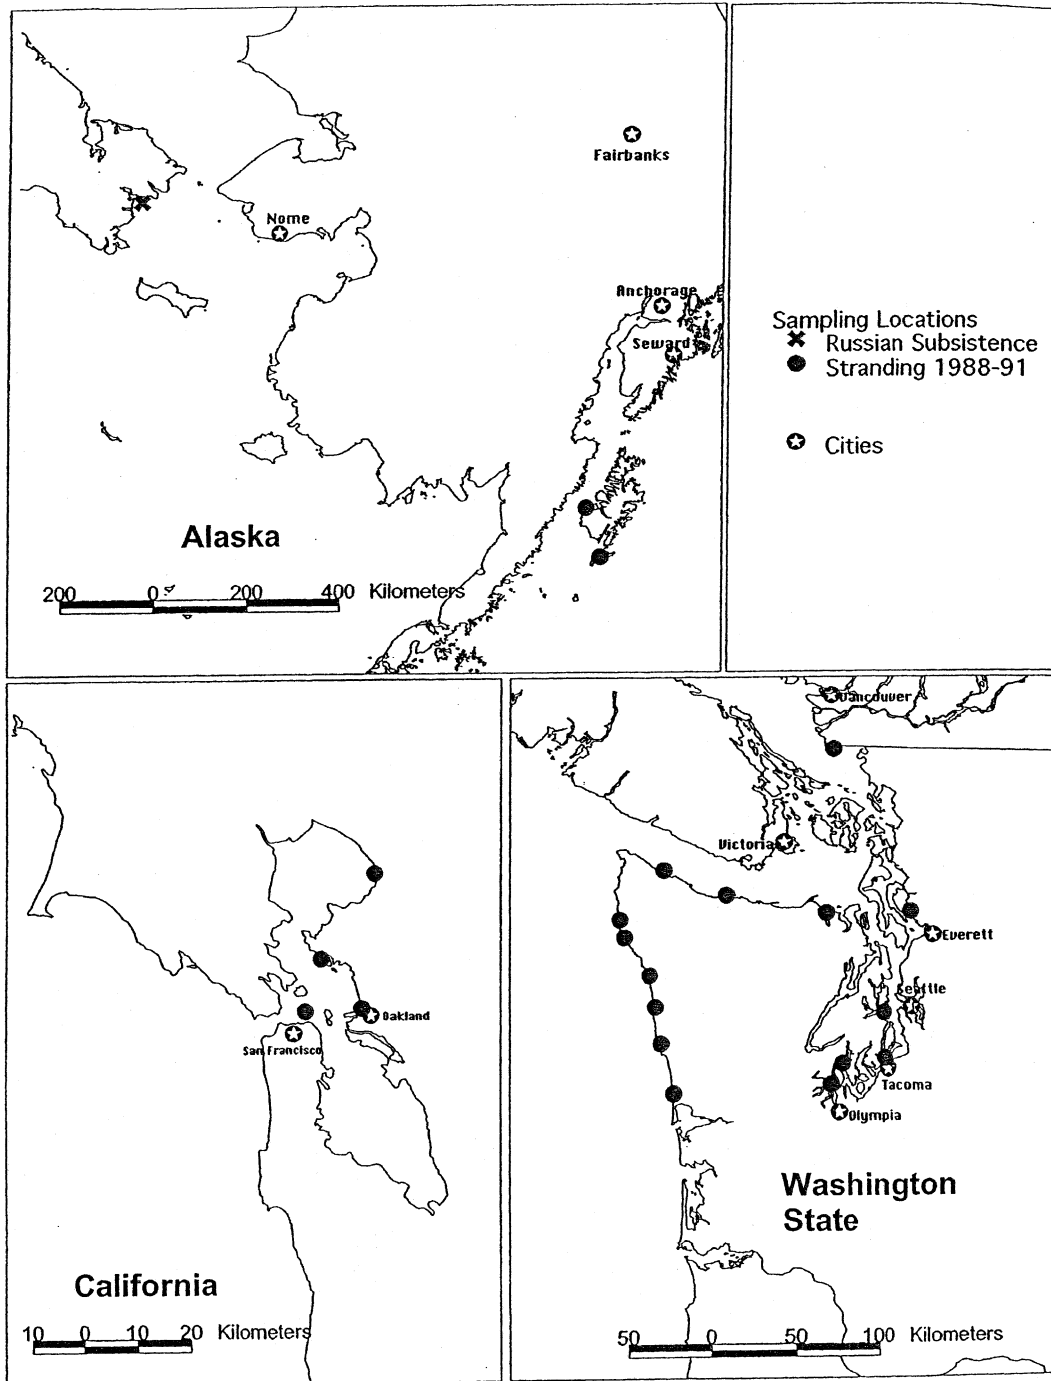 Fairbanks
Nome
Anchorage
Seward
Alaska
200 0 200 400 Kilometers
Sampling Locations
Russian Subsistence
Stranding 1988-91
Cities
Oakland
San Francisco
California
10 0 10 20 Kilometers
Vancouver
Victoria
Everett
Seattle
Tacoma
Olympia
Washington
State
50 0 50 100 Kilometers